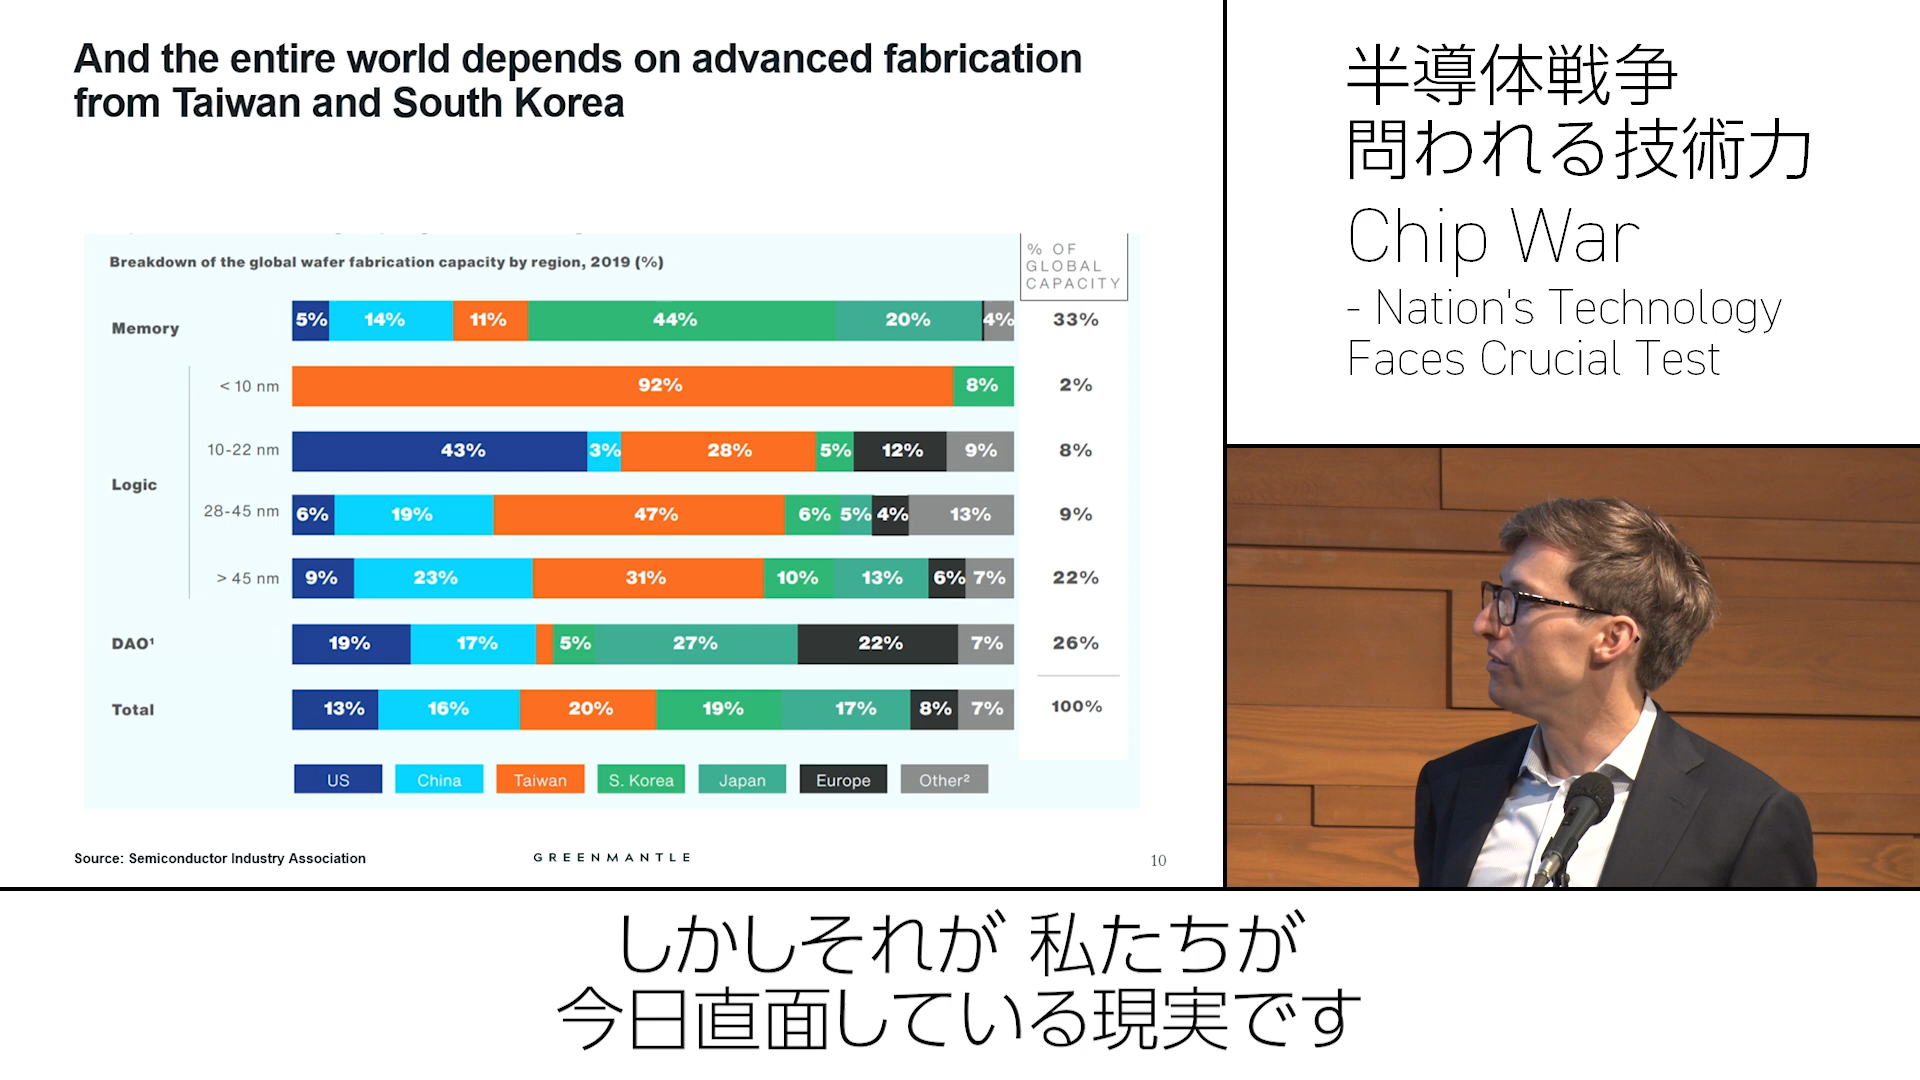 And the entire world depends on advanced fabrication
from Taiwan and South Korea
Breakdown of the global wafer fabrication capacity by region, 2019 (%)
% OF
GLOBAL
CAPACITY
Memory 5% 14% 11% 44% 20% 4% 33%
Logic
< 10 nm 92% 8% 2%
10-22 nm 43% 3% 28% 5% 12% 9% 8%
28-45 nm 6% 19% 47% 6% 5% 4% 13% 9%
> 45 nm 9% 23% 31% 10% 13% 6% 7% 22%
DAO¹ 19% 17% 5% 27% 22% 7% 26%
Total 13% 16% 20% 19% 17% 8% 7% 100%
US China Taiwan S. Korea Japan Europe Other²
Source: Semiconductor Industry Association
GREENMANTLE
10
半導体戦争
問われる技術力
Chip War
- Nation's Technology
Faces Crucial Test
しかしそれが 私たちが
今日直面している現実です